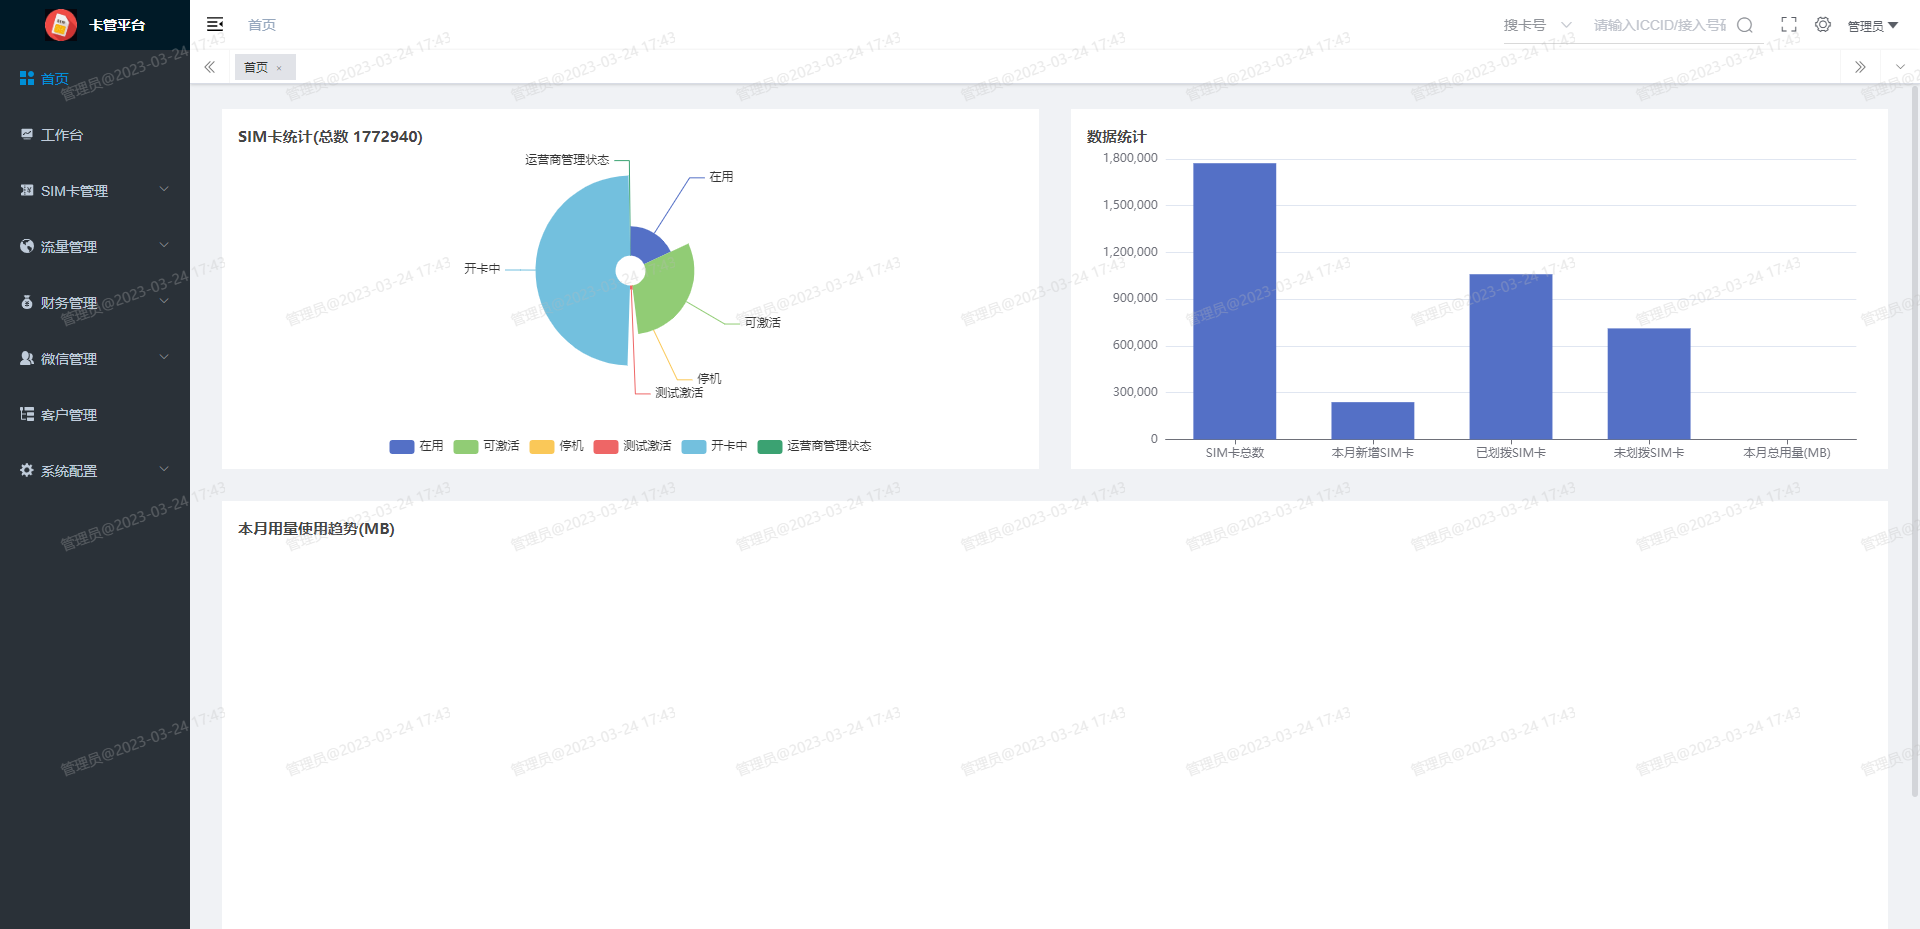 卡管平台
首页
搜卡号
请输入ICCID/接入号码
管理员
首页 ×
首页
工作台
SIM卡管理
流量管理
财务管理
微信管理
客户管理
系统配置
SIM卡统计(总数 1772940)
运营商管理状态
在用
开卡中
可激活
停机
测试激活
在用 可激活 停机 测试激活 开卡中 运营商管理状态
数据统计
1,800,000
1,500,000
1,200,000
900,000
600,000
300,000
0
SIM卡总数 本月新增SIM卡 已划拨SIM卡 未划拨SIM卡 本月总用量(MB)
本月用量使用趋势(MB)
管理员@2023-03-24 17:43